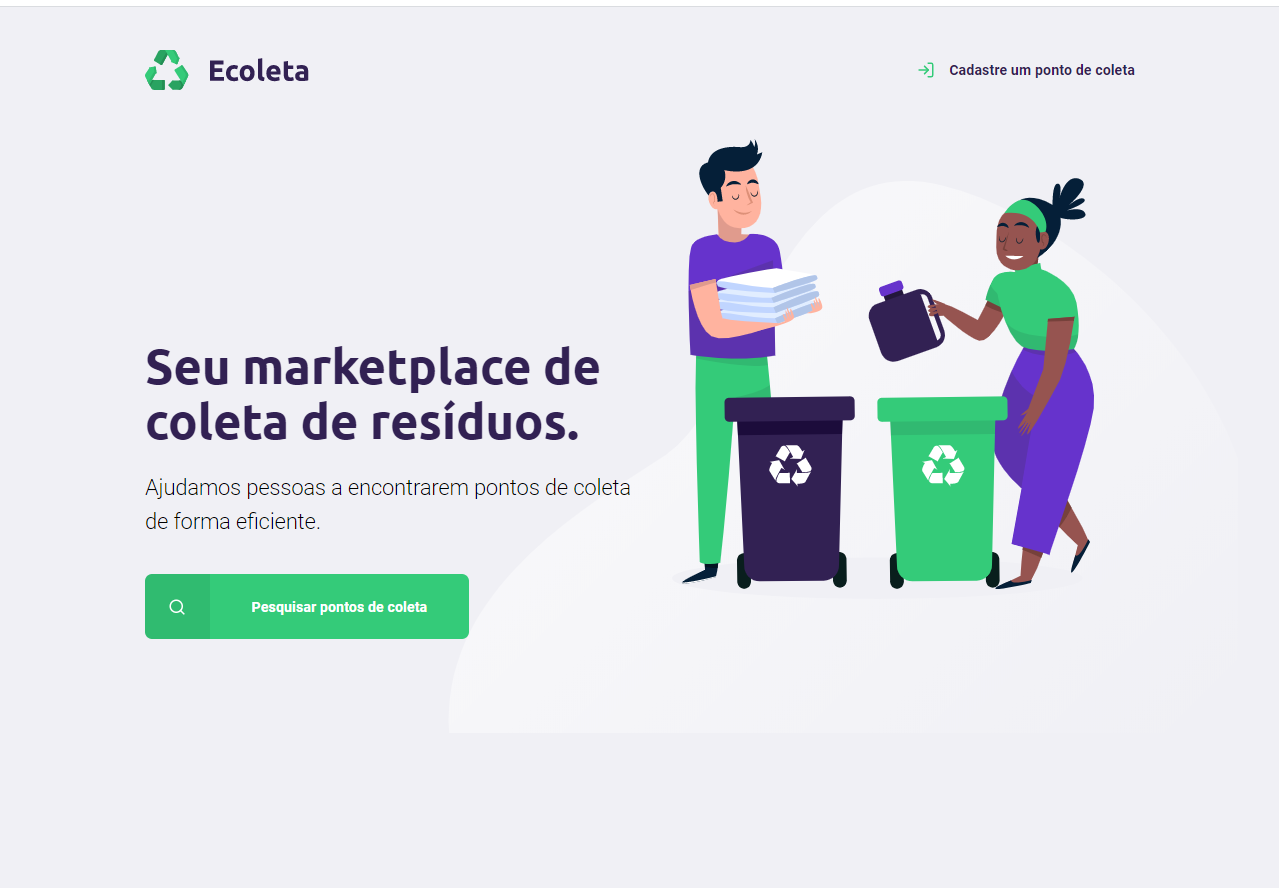 Ecoleta
Cadastre um ponto de coleta
Seu marketplace de
coleta de resíduos.
Ajudamos pessoas a encontrarem pontos de coleta
de forma eficiente.
Pesquisar pontos de coleta